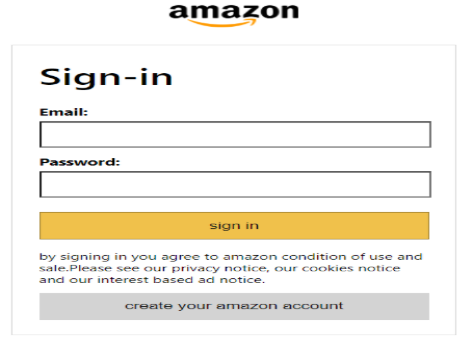 amazon
Sign-in
Email:
Password:
sign in
by signing in you agree to amazon condition of use and
sale.Please see our privacy notice, our cookies notice
and our interest based ad notice.
create your amazon account